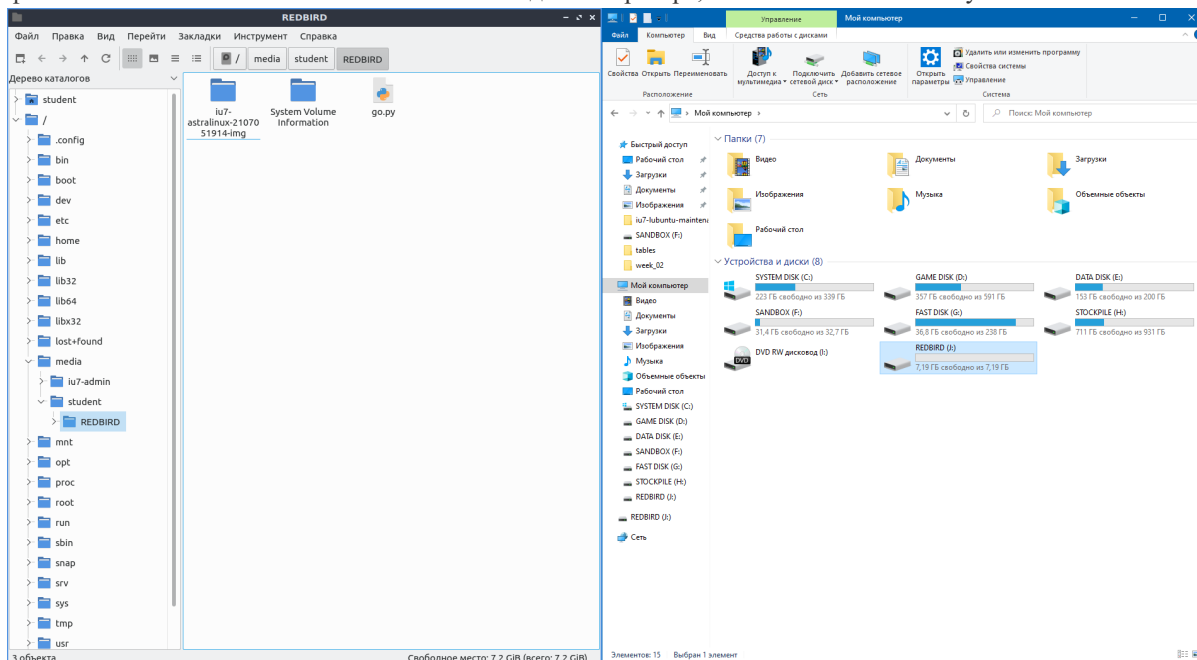 REDBIRD
Файл Правка Вид Перейти Закладки Инструмент Справка
/ media student REDBIRD
Дерево каталогов
student
/
.config
bin
boot
dev
etc
home
lib
lib32
lib64
libx32
lost+found
media
iu7-admin
student
REDBIRD
mnt
opt
proc
root
run
sbin
snap
srv
sys
tmp
usr
iu7-
astralinux-21070
51914-img
System Volume
Information
go.py
3 объекта
Свободное место: 7,2 GiB (всего: 7,2 GiB)
Управление
Мой компьютер
Файл Компьютер Вид Средства работы с дисками
Свойства Открыть Переименовать
Расположение
Доступ к
мультимедиа
Подключить
сетевой диск
Добавить сетевое
расположение
Сеть
Открыть
параметры
Удалить или изменить программу
Свойства системы
Управление
Система
Мой компьютер
Поиск: Мой компьютер
Быстрый доступ
Рабочий стол
Загрузки
Документы
Изображения
iu7-lubuntu-maintena
SANDBOX (F:)
tables
week_02
Мой компьютер
Видео
Документы
Загрузки
Изображения
Музыка
Объемные объекты
Рабочий стол
SYSTEM DISK (C:)
GAME DISK (D:)
DATA DISK (E:)
SANDBOX (F:)
FAST DISK (G:)
STOCKPILE (H:)
REDBIRD (J:)
REDBIRD (J:)
Сеть
Папки (7)
Видео
Документы
Загрузки
Изображения
Музыка
Объемные объекты
Рабочий стол
Устройства и диски (8)
SYSTEM DISK (C:)
223 ГБ свободно из 339 ГБ
GAME DISK (D:)
357 ГБ свободно из 591 ГБ
DATA DISK (E:)
153 ГБ свободно из 200 ГБ
SANDBOX (F:)
31,4 ГБ свободно из 32,7 ГБ
FAST DISK (G:)
36,8 ГБ свободно из 238 ГБ
STOCKPILE (H:)
711 ГБ свободно из 931 ГБ
DVD RW дисковод (I:)
REDBIRD (J:)
7,19 ГБ свободно из 7,19 ГБ
Элементов: 15 Выбран 1 элемент